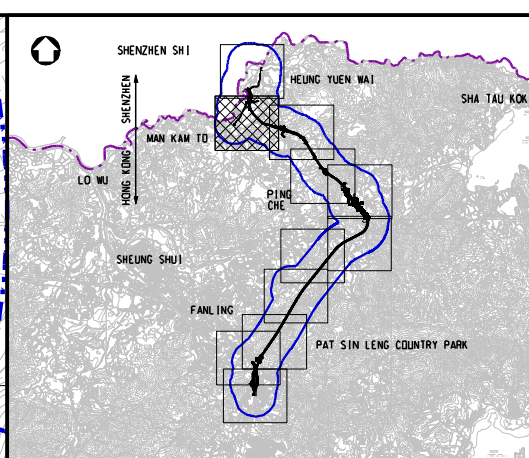 SHENZHEN SHI
HEUNG YUEN WAI
SHA TAU KOK
MAN KAM TO
SHENZHEN
HONG KONG
LO WU
PING
CHE
SHEUNG SHUI
FANLING
PAT SIN LENG COUNTRY PARK